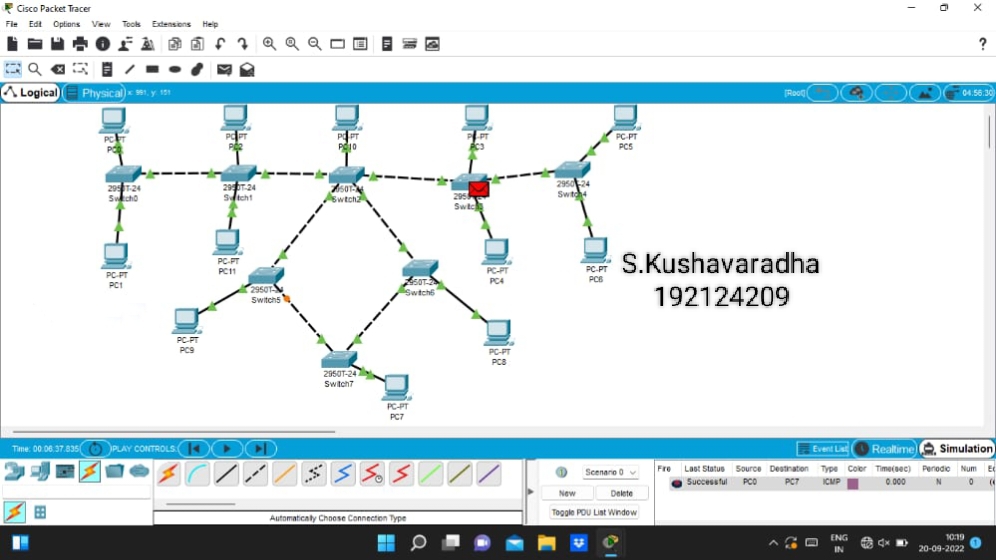 Cisco Packet Tracer
File Edit Options View Tools Extensions Help
?
Logical Physical x: 991, y: 151 [Root] 04:56:30
PC-PT PC-PT PC-PT PC-PT PC-PT
PC2 PC3 PC5
2950T-24 2950T-24 2950T-24 2950T-24
Switch0 Switch1 Switch2 Switch4
PC-PT PC-PT PC-PT PC-PT
PC1 PC11 PC4 PC6
S.Kushavaradha
192124209
2950T-24 2950T-24
Switch5 Switch6
PC-PT PC-PT
PC9 PC8
2950T-24
Switch7
PC-PT
PC7
Time: 00:06:37.835 PLAY CONTROLS: Event List Realtime Simulation
Scenario 0
New Delete
Toggle PDU List Window
Fire Last Status Source Destination Type Color Time(sec) Periodic Num
Successful PC0 PC7 ICMP 0.000 N 0
Automatically Choose Connection Type
ENG
IN
10:19
20-09-2022
1